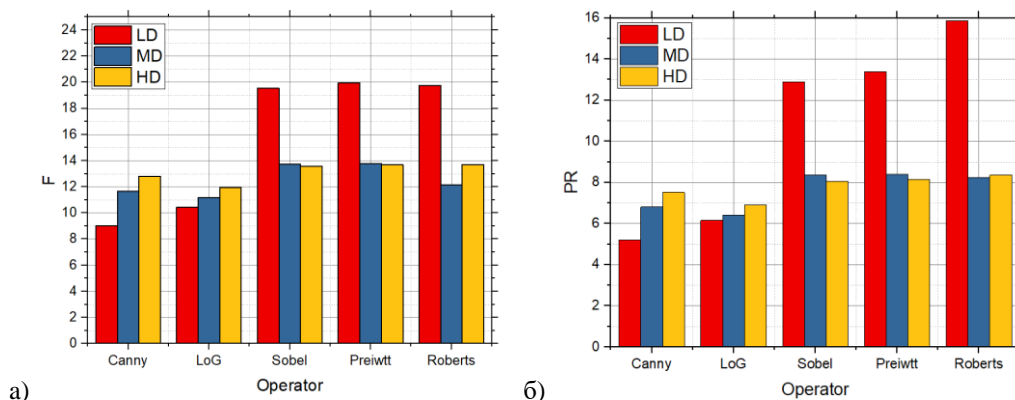 24
22
20
18
16
14
12
10
8
6
4
2
0
F
LD
MD
HD
Canny LoG Sobel Preiwtt Roberts
Operator
а)
16
14
12
10
8
6
4
2
0
PR
LD
MD
HD
Canny LoG Sobel Preiwtt Roberts
Operator
б)